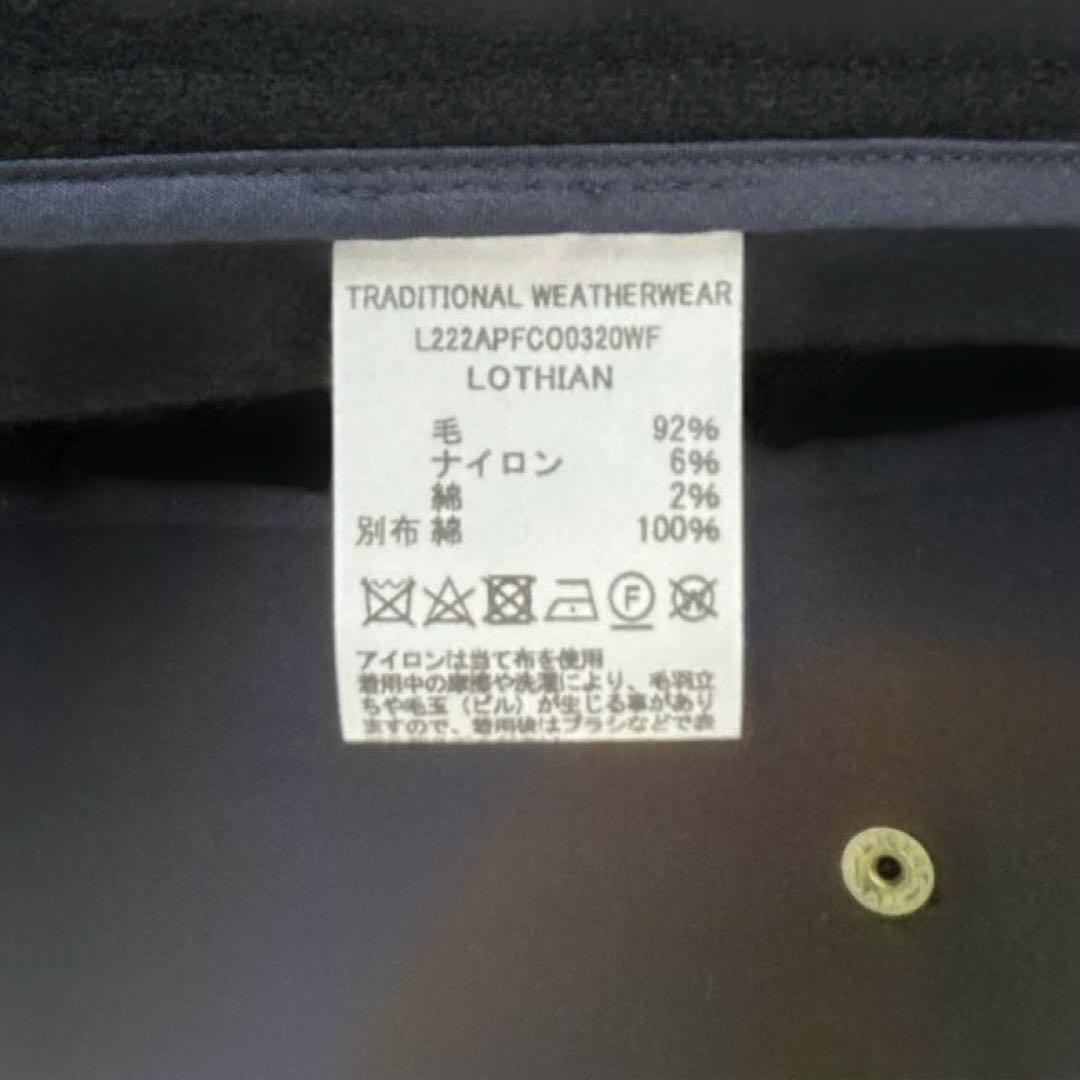 TRADITIONAL WEATHERWEAR
L222APFCO0320WF
LOTHIAN
毛 92%
ナイロン 6%
綿 2%
別布 綿 100%
F
W
アイロンは当て布を使用
着用中の摩擦や洗濯により、毛羽立
ちや毛玉（ピル）が生じる事があり
ますので、着用後はブラシなどで